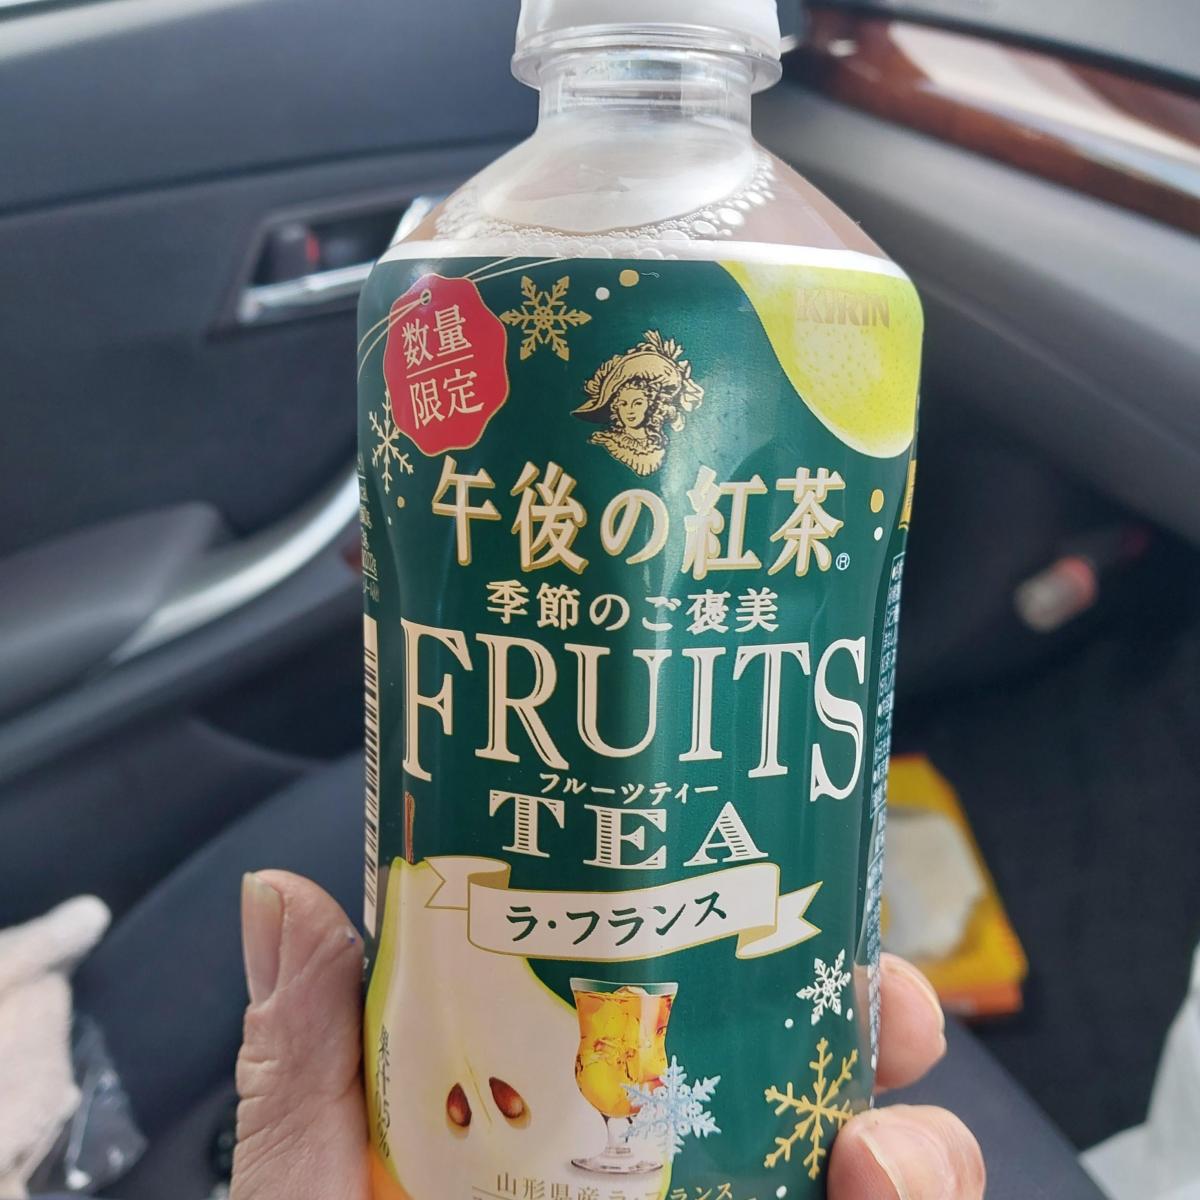 KIRIN
数量
限定
午後の紅茶®
季節のご褒美
FRUITS
フルーツティー
TEA
ラ・フランス
山形県産 ラ・フランス